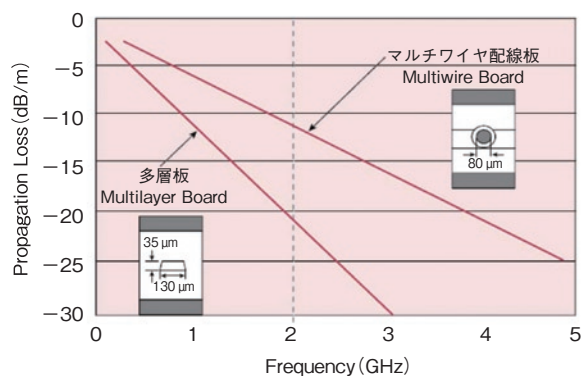 0
−5
−10
−15
−20
−25
−30
Propagation Loss(dB/m)
マルチワイヤ配線板
Multiwire Board
80 μm
多層板
Multilayer Board
35 μm
130 μm
0
1
2
3
4
5
Frequency(GHz)